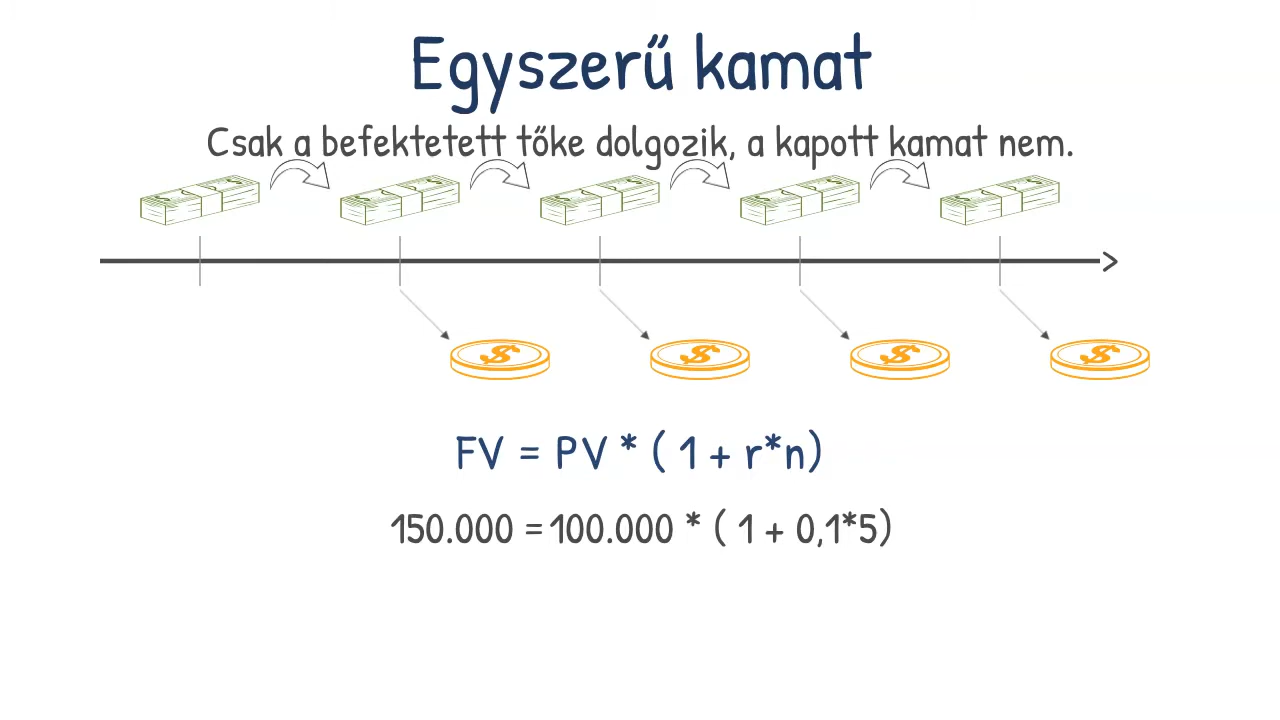 Egyszerű kamat
Csak a befektetett tőke dolgozik, a kapott kamat nem.
$ $ $ $
FV = PV * ( 1 + r*n)
150.000 = 100.000 * ( 1 + 0,1*5)